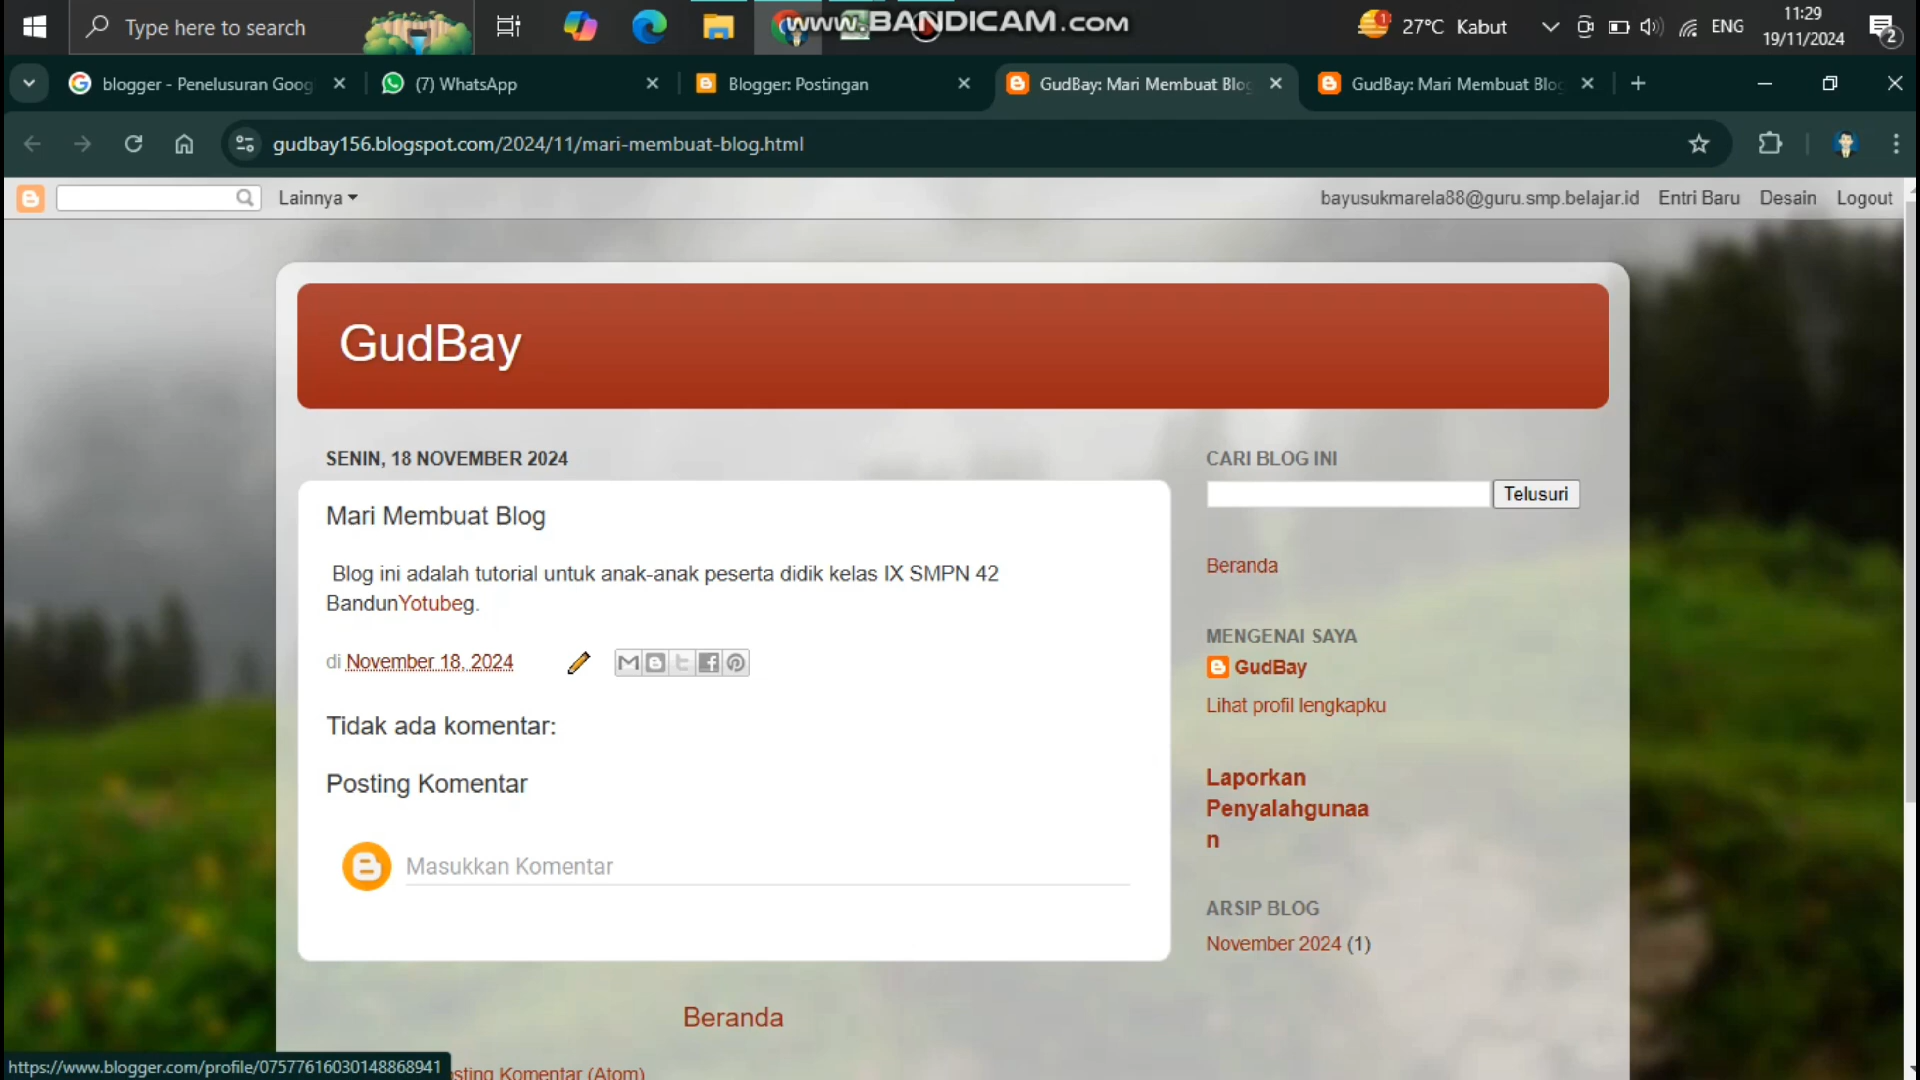 Type here to search
www.BANDICAM.com
27°C Kabut
ENG
11:29
19/11/2024
2
blogger - Penelusuran Goog
(7) WhatsApp
Blogger: Postingan
GudBay: Mari Membuat Blog
GudBay: Mari Membuat Blog
gudbay156.blogspot.com/2024/11/mari-membuat-blog.html
Lainnya
bayusukmarela88@guru.smp.belajar.id Entri Baru Desain Logout
GudBay
SENIN, 18 NOVEMBER 2024
Mari Membuat Blog
Blog ini adalah tutorial untuk anak-anak peserta didik kelas IX SMPN 42
BandunYotubeg.
di November 18, 2024
Tidak ada komentar:
Posting Komentar
Masukkan Komentar
Beranda
CARI BLOG INI
Telusuri
Beranda
MENGENAI SAYA
GudBay
Lihat profil lengkapku
Laporkan
Penyalahgunaa
n
ARSIP BLOG
November 2024 (1)
https://www.blogger.com/profile/07577616030148868941
sting Komentar (Atom)